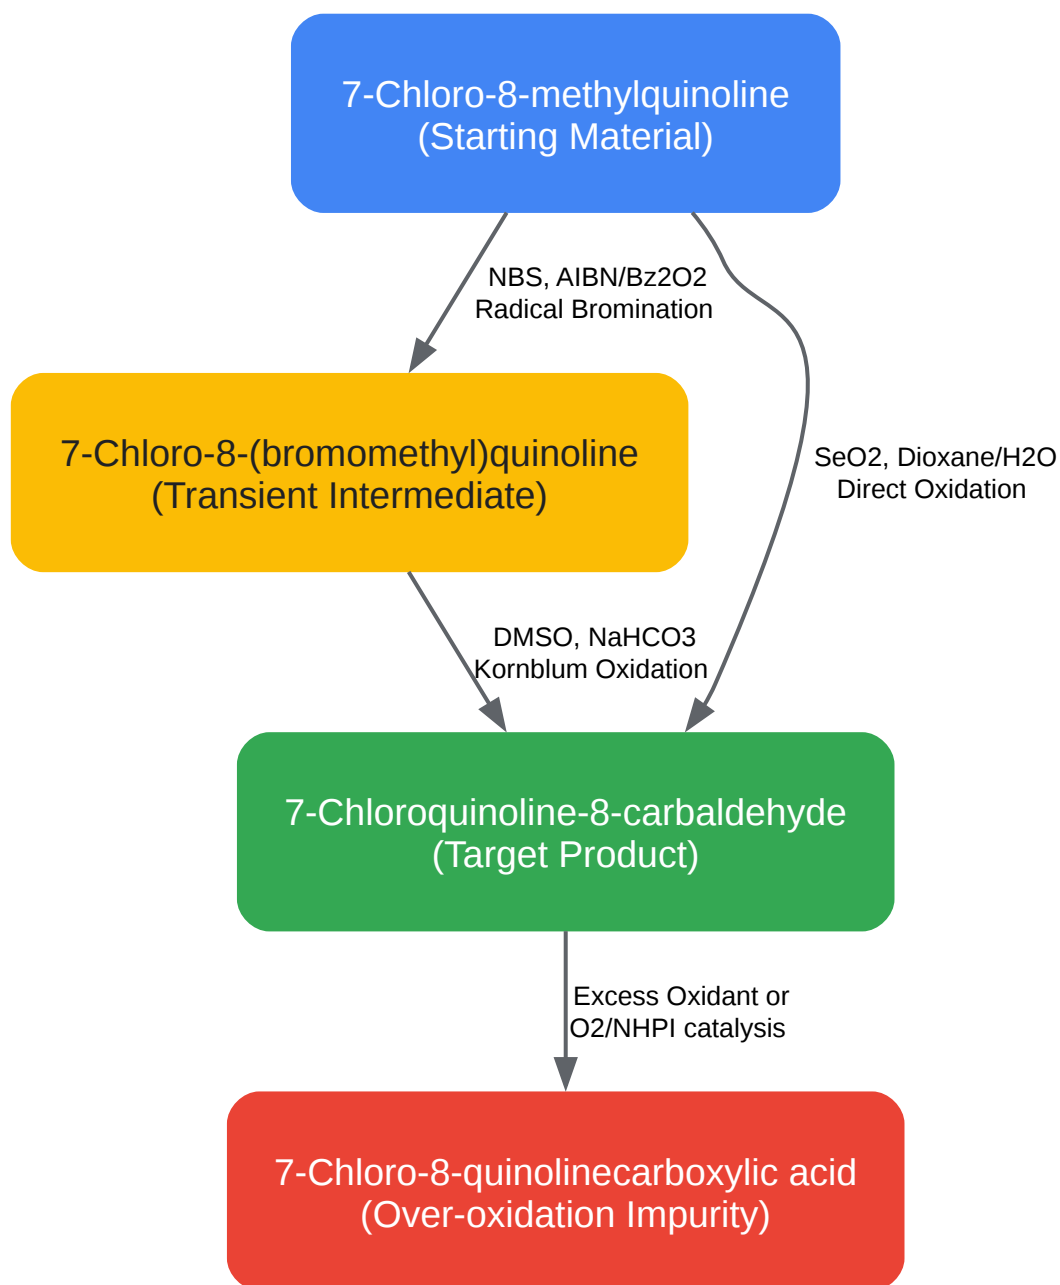 7-Chloro-8-methylquinoline
(Starting Material)
NBS, AIBN/Bz2O2
Radical Bromination
7-Chloro-8-(bromomethyl)quinoline
(Transient Intermediate)
SeO2, Dioxane/H2O
Direct Oxidation
DMSO, NaHCO3
Kornblum Oxidation
7-Chloroquinoline-8-carbaldehyde
(Target Product)
Excess Oxidant or
O2/NHPI catalysis
7-Chloro-8-quinolinecarboxylic acid
(Over-oxidation Impurity)